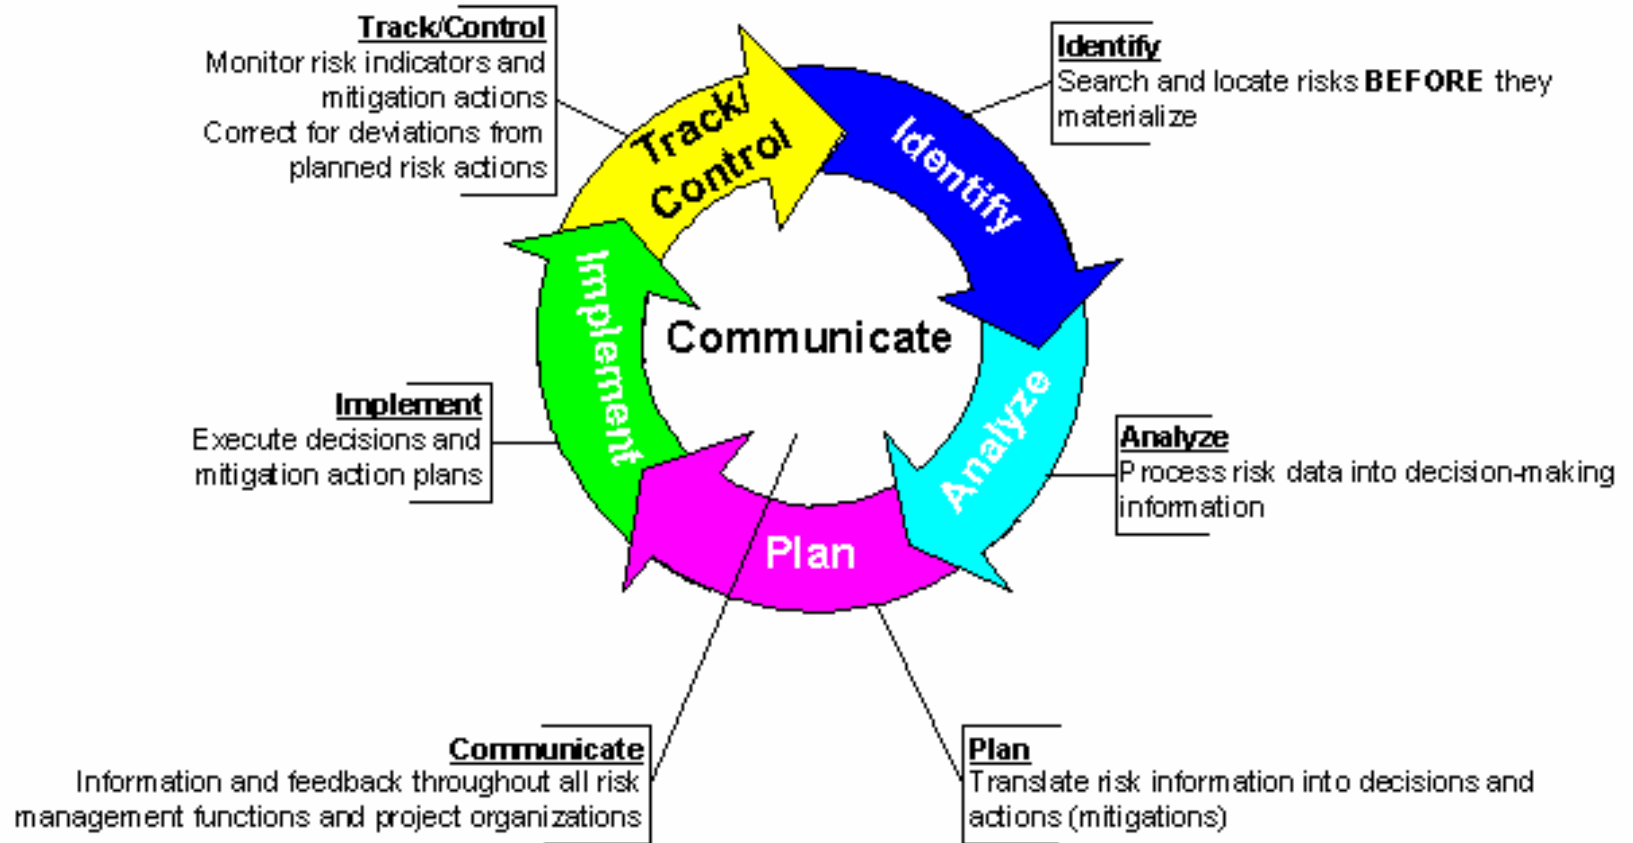 Track/Control
Monitor risk indicators and
mitigation actions
Correct for deviations from
planned risk actions
Identify
Search and locate risks BEFORE they
materialize
Track/
Control
Identify
Implement
Communicate
Analyze
Plan
Implement
Execute decisions and
mitigation action plans
Analyze
Process risk data into decision-making
information
Communicate
Information and feedback throughout all risk
management functions and project organizations
Plan
Translate risk information into decisions and
actions (mitigations)